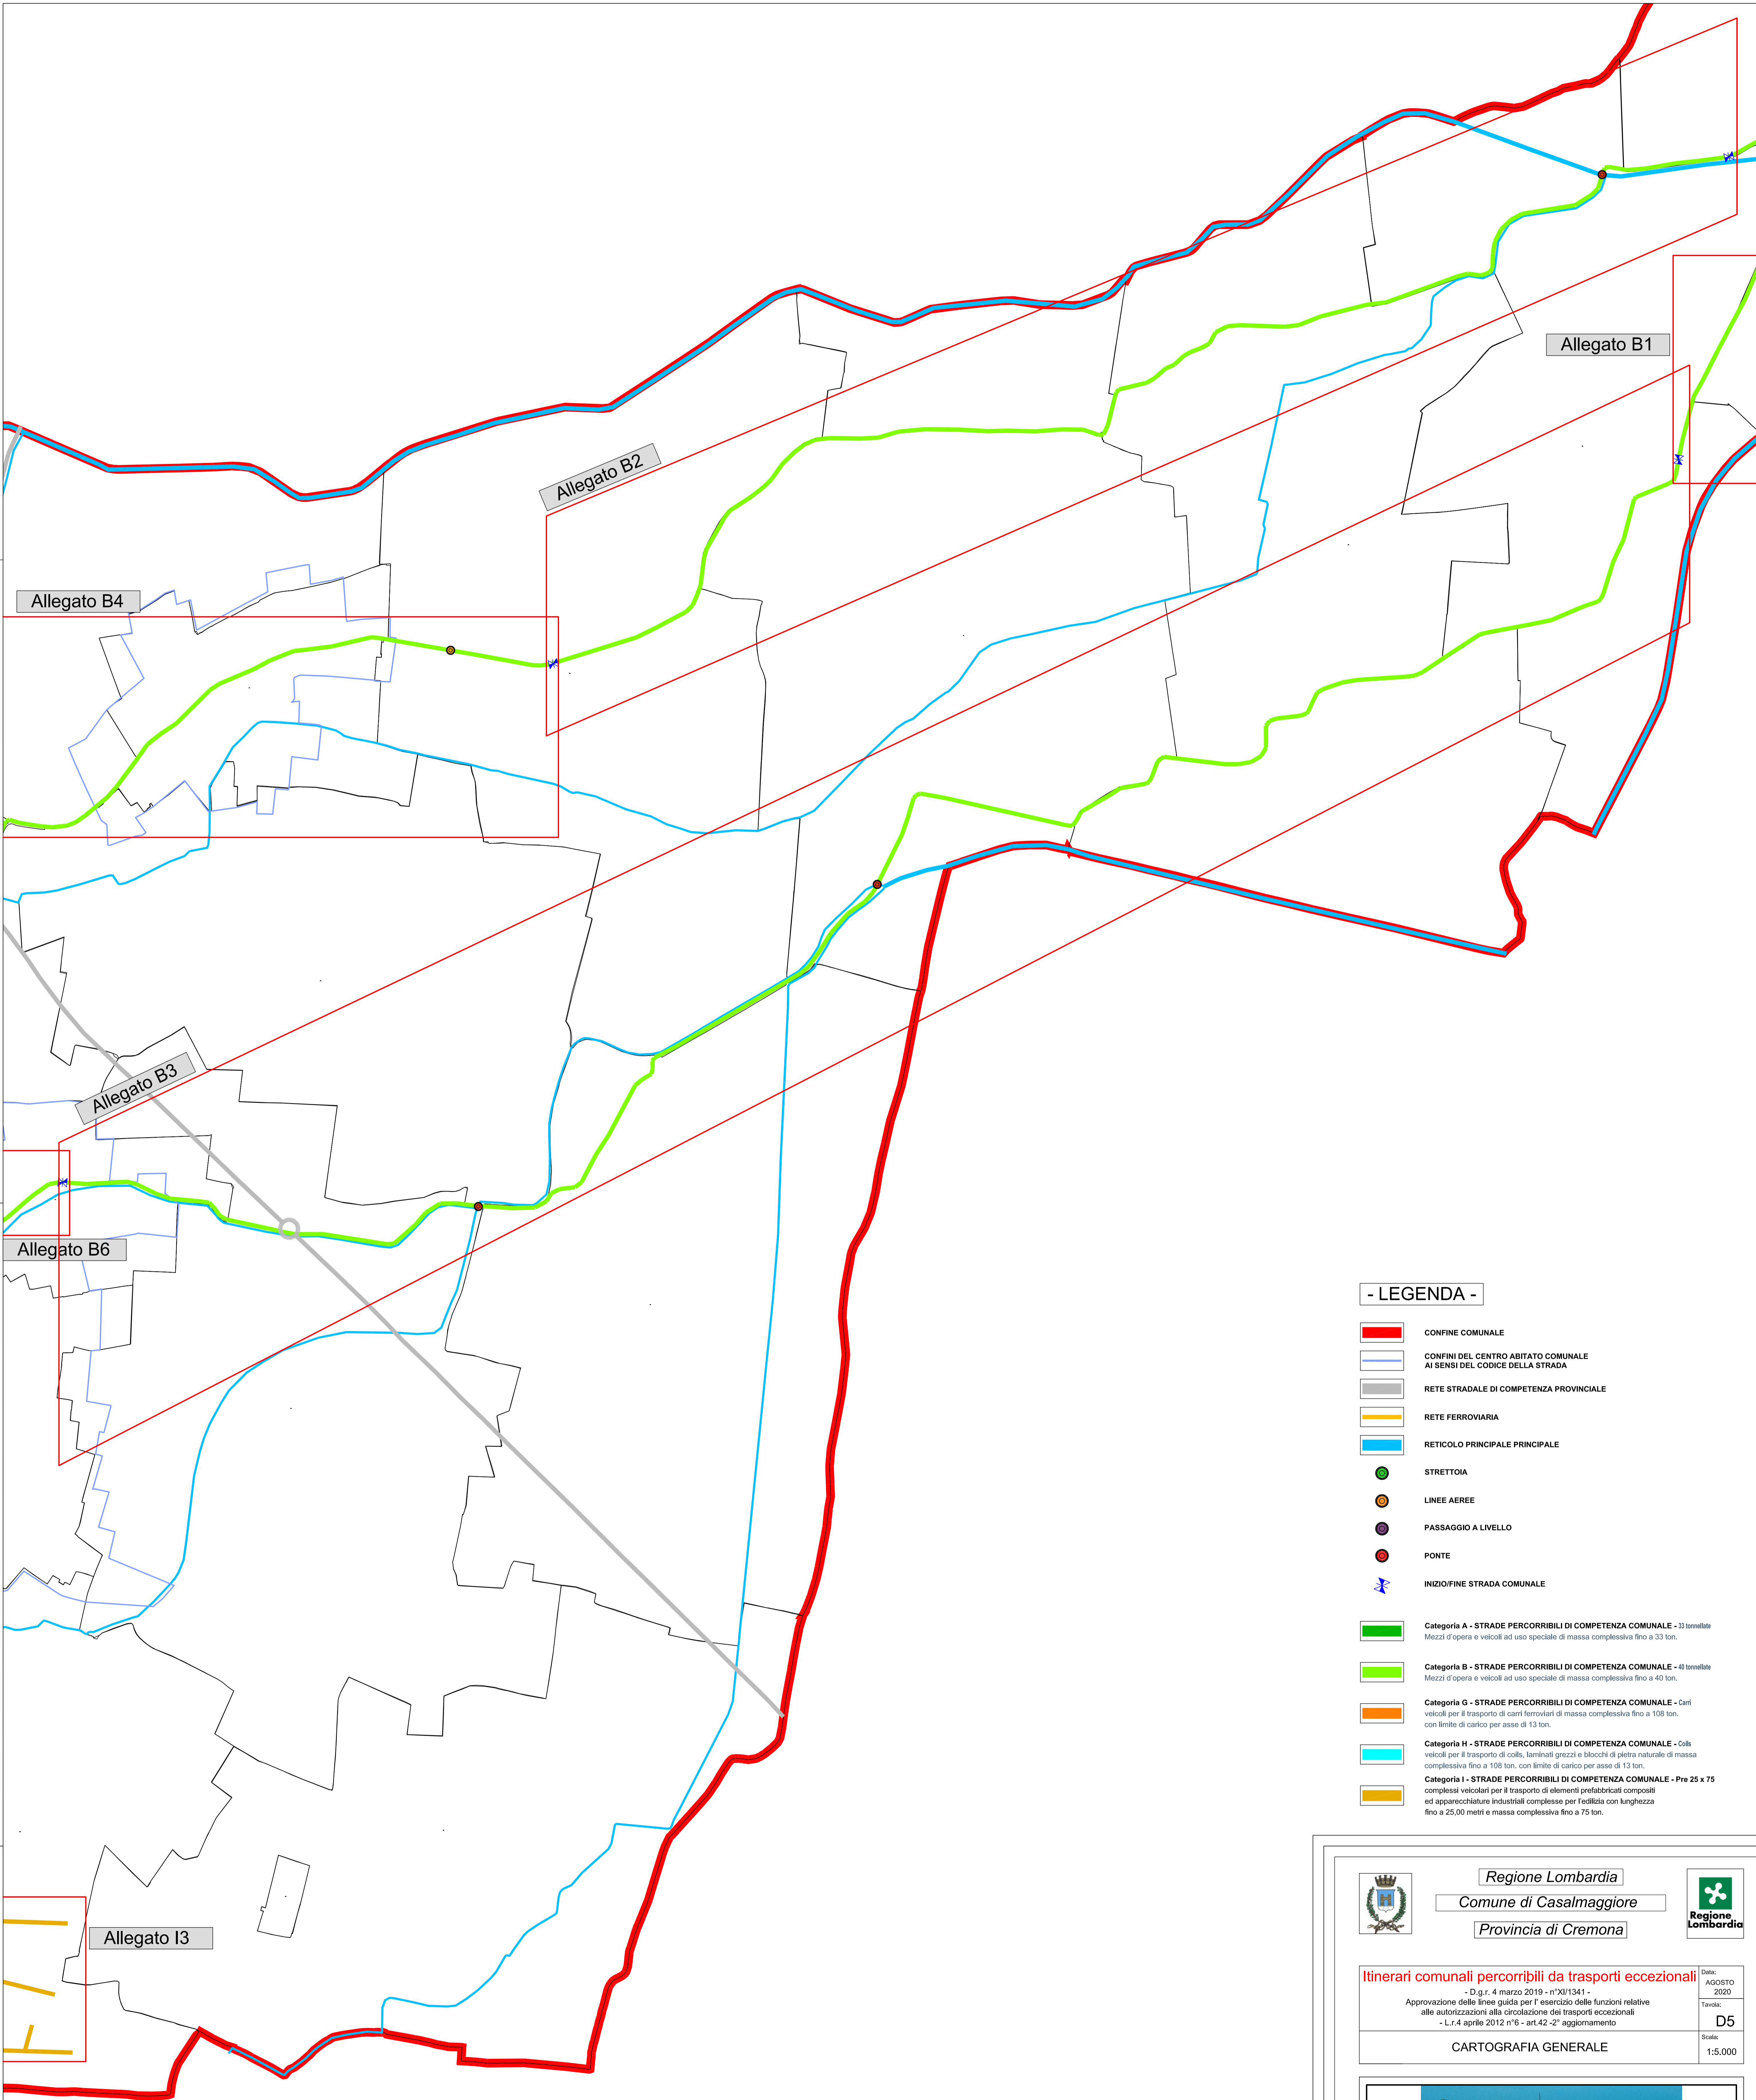 Allegato B1
Allegato B2
Allegato B4
Allegato B3
Allegato B6
Allegato I3
- LEGENDA -
CONFINE COMUNALE
CONFINI DEL CENTRO ABITATO COMUNALE
AI SENSI DEL CODICE DELLA STRADA
RETE STRADALE DI COMPETENZA PROVINCIALE
RETE FERROVIARIA
RETICOLO PRINCIPALE PRINCIPALE
STRETTOIA
LINEE AEREE
PASSAGGIO A LIVELLO
PONTE
INIZIO/FINE STRADA COMUNALE
Categoria A - STRADE PERCORRIBILI DI COMPETENZA COMUNALE - 33 tonnellate
Mezzi d'opera e veicoli ad uso speciale di massa complessiva fino a 33 ton.
Categoria B - STRADE PERCORRIBILI DI COMPETENZA COMUNALE - 40 tonnellate
Mezzi d'opera e veicoli ad uso speciale di massa complessiva fino a 40 ton.
Categoria G - STRADE PERCORRIBILI DI COMPETENZA COMUNALE - Carri
veicoli per il trasporto di carri ferroviari di massa complessiva fino a 108 ton.
con limite di carico per asse di 13 ton.
Categoria H - STRADE PERCORRIBILI DI COMPETENZA COMUNALE - Coils
veicoli per il trasporto di coils, laminati grezzi e blocchi di pietra naturale di massa
complessiva fino a 108 ton. con limite di carico per asse di 13 ton.
Categoria I - STRADE PERCORRIBILI DI COMPETENZA COMUNALE - Pre 25 x 75
complessi veicolari per il trasporto di elementi prefabbricati compositi
ed apparecchiature industriali complesse per l'edilizia con lunghezza
fino a 25,00 metri e massa complessiva fino a 75 ton.
Regione Lombardia
Comune di Casalmaggiore
Provincia di Cremona
Regione
Lombardia
Itinerari comunali percorribili da trasporti eccezionali
- D.g.r. 4 marzo 2019 - n°XI/1341 -
Approvazione delle linee guida per l' esercizio delle funzioni relative
alle autorizzazioni alla circolazione dei trasporti eccezionali
- L.r.4 aprile 2012 n°6 - art.42 -2° aggiornamento
Data:
AGOSTO
2020
Tavola:
D5
CARTOGRAFIA GENERALE
Scala:
1:5.000